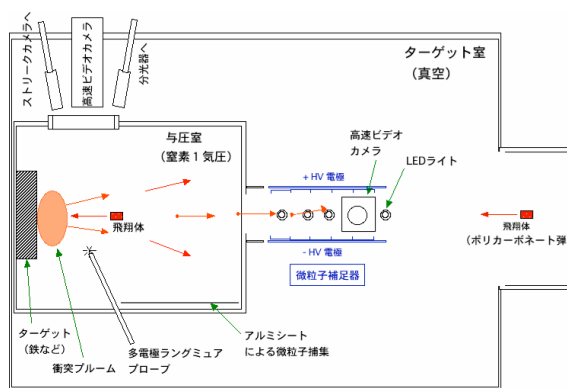 ストリークカメラへ
高速ビデオカメラ
分光器へ
ターゲット室
（真空）
与圧室
（窒素１気圧）
高速ビデオ
カメラ
LEDライト
+ HV 電極
飛翔体
飛翔体
（ポリカーボネート弾）
- HV 電極
微粒子補足器
ターゲット
（鉄など）
衝突プルーム
多電極ラングミュア
プローブ
アルミシート
による微粒子捕集